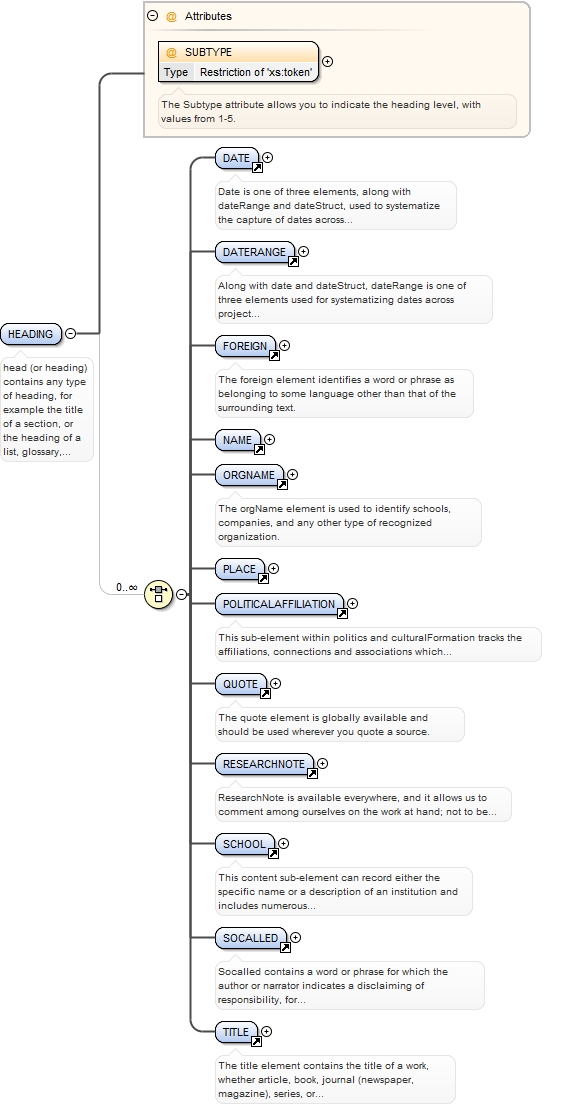 @ Attributes
@ SUBTYPE
Type Restriction of 'xs:token'
The Subtype attribute allows you to indicate the heading level, with
values from 1-5.
DATE
Date is one of three elements, along with
dateRange and dateStruct, used to systematize
the capture of dates across...
DATERANGE
Along with date and dateStruct, dateRange is one of
three elements used for systematizing dates across
project...
HEADING
head (or heading)
contains any type
of heading, for
example the title
of a section, or
the heading of a
list, glossary,...
FOREIGN
The foreign element identifies a word or phrase as
belonging to some language other than that of the
surrounding text.
NAME
ORGNAME
The orgName element is used to identify schools,
companies, and any other type of recognized
organization.
PLACE
0..∞
POLITICALAFFILIATION
This sub-element within politics and culturalFormation tracks the
affiliations, connections and associations which...
QUOTE
The quote element is globally available and
should be used wherever you quote a source.
RESEARCHNOTE
ResearchNote is available everywhere, and it allows us to
comment among ourselves on the work at hand; not to be...
SCHOOL
This content sub-element can record either the
specific name or a description of an institution and
includes numerous...
SOCALLED
Socalled contains a word or phrase for which the
author or narrator indicates a disclaiming of
responsibility, for...
TITLE
The title element contains the title of a work,
whether article, book, journal (newspaper,
magazine), series, or...